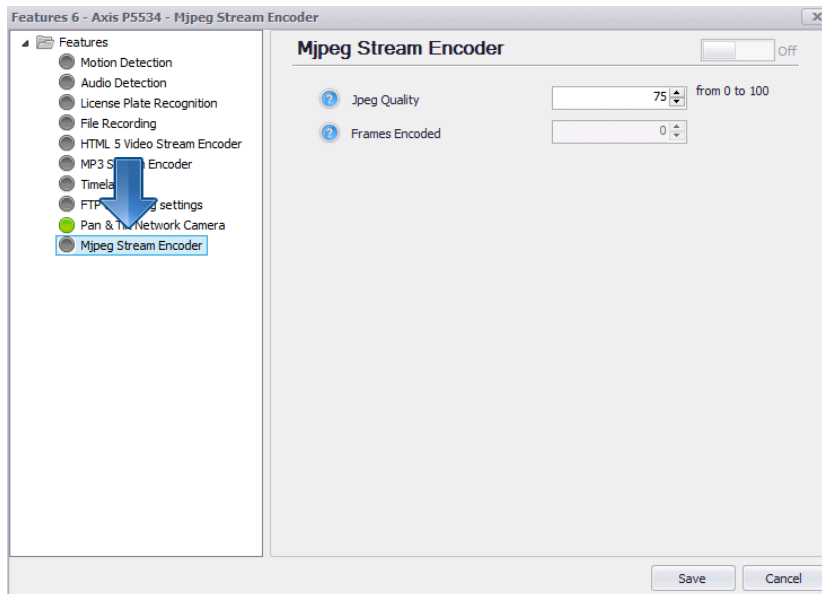 Features 6 - Axis P5534 - Mjpeg Stream Encoder
Features
Motion Detection
Audio Detection
License Plate Recognition
File Recording
HTML 5 Video Stream Encoder
MP3 Encoder
FTP settings
Pan & Network Camera
Mjpeg Stream Encoder
Mjpeg Stream Encoder
Off
Jpeg Quality
75
from 0 to 100
Frames Encoded
0
Save
Cancel